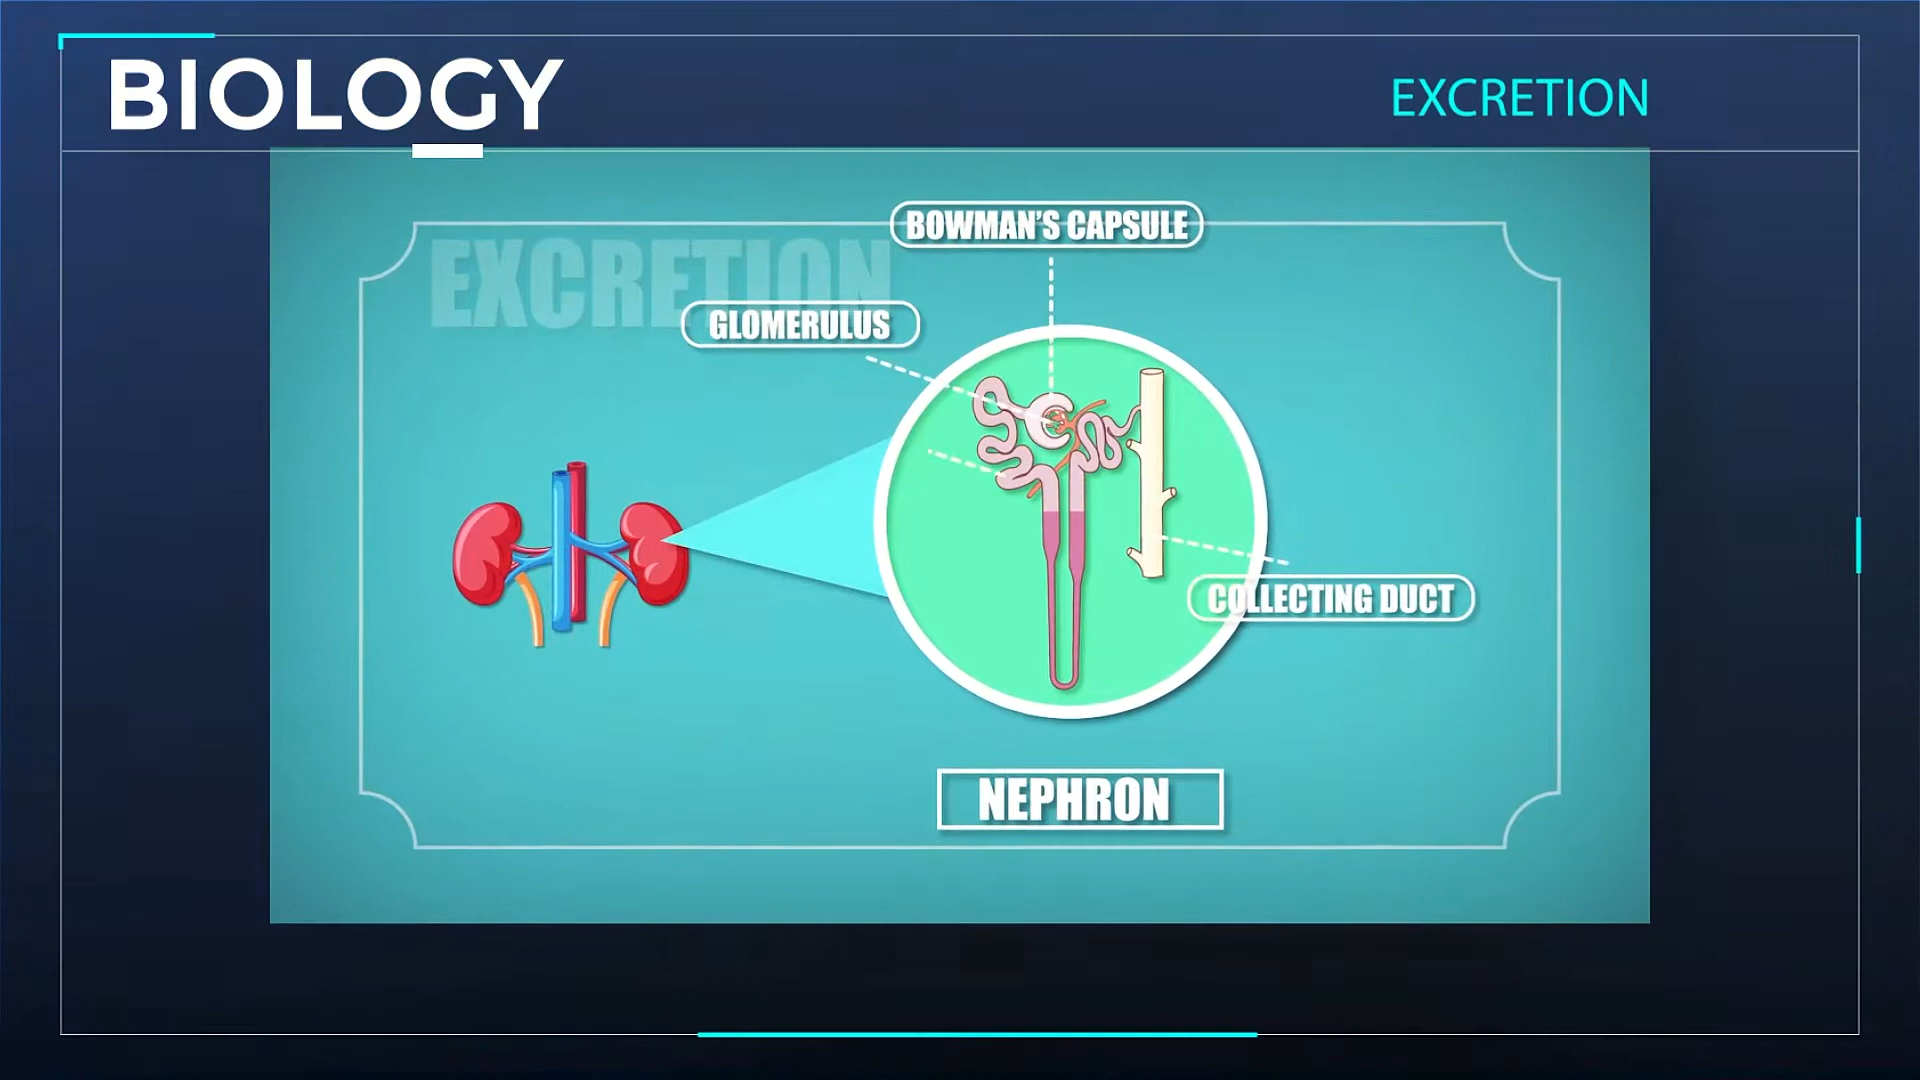 BIOLOGY
EXCRETION
BOWMAN'S CAPSULE
EXCRETION
GLOMERULUS
COLLECTING DUCT
NEPHRON